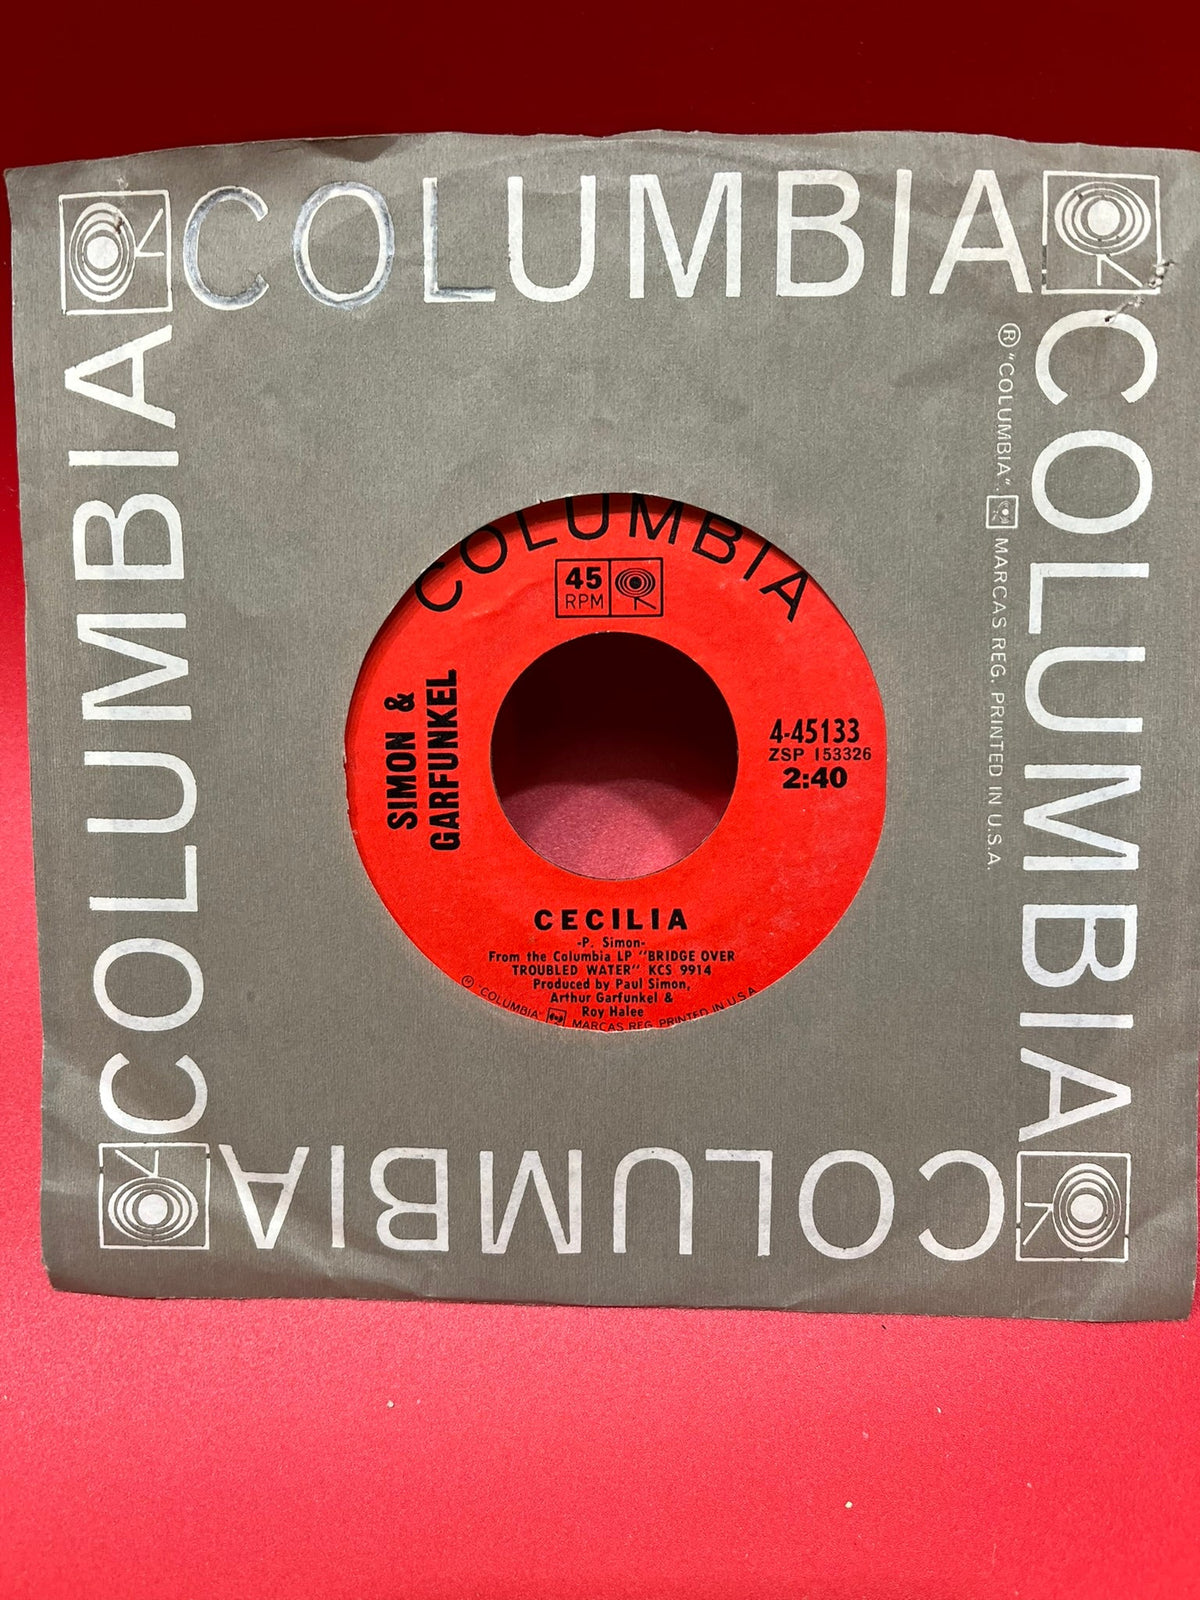 COLUMBIA
COLUMBIA
® "COLUMBIA". MARCAS REG. PRINTED IN U.S.A.
COLUMBIA
COLUMBIA
COLUMBIA
45
RPM
SIMON &
GARFUNKEL
4-45133
ZSP 153326
2:40
CECILIA
-P. Simon-
From the Columbia LP "BRIDGE OVER
TROUBLED WATER" KCS 9914
Produced by Paul Simon,
Arthur Garfunkel &
Roy Halee
® "COLUMBIA" MARCAS REG. PRINTED IN U.S.A.